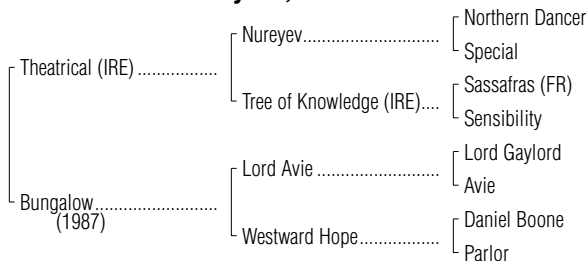 Northern Dancer
Nureyev
Special
Theatrical (IRE)
Sassafras (FR)
Tree of Knowledge (IRE)
Sensibility
Lord Gaylord
Lord Avie
Avie
Bungalow
(1987)
Daniel Boone
Westward Hope
Parlor